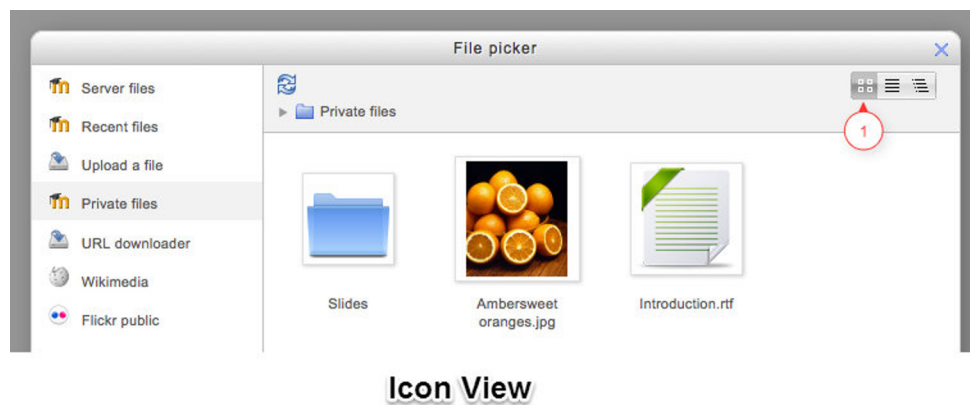 File picker
Server files
Recent files
Upload a file
Private files
URL downloader
Wikimedia
Flickr public
Private files
1
Slides
Ambersweet
oranges.jpg
Introduction.rtf
Icon View